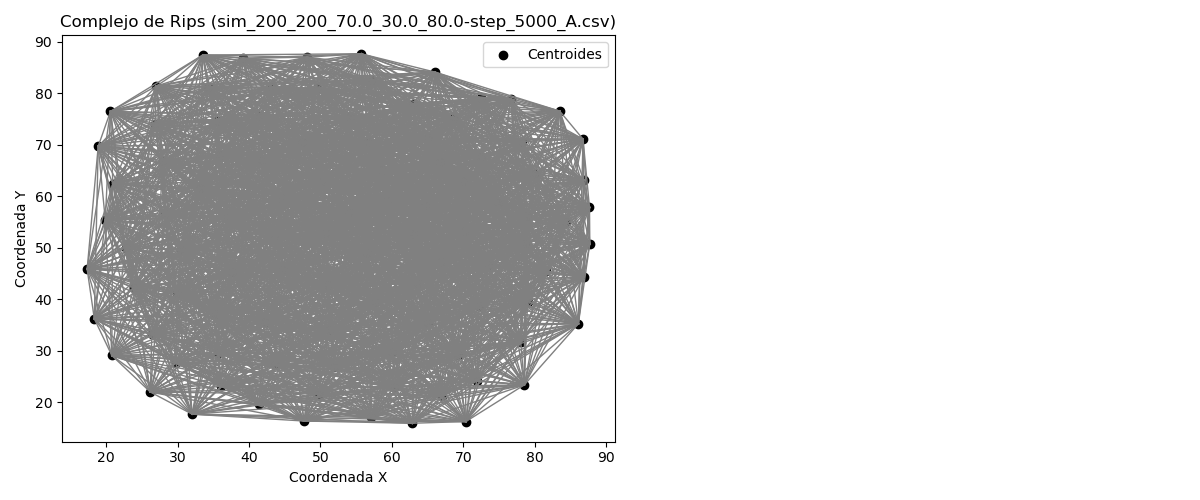 Complejo de Rips (sim_200_200_70.0_30.0_80.0-step_5000_A.csv)
Centroides
Coordenada Y
90
80
70
60
50
40
30
20
20 30 40 50 60 70 80 90
Coordenada X